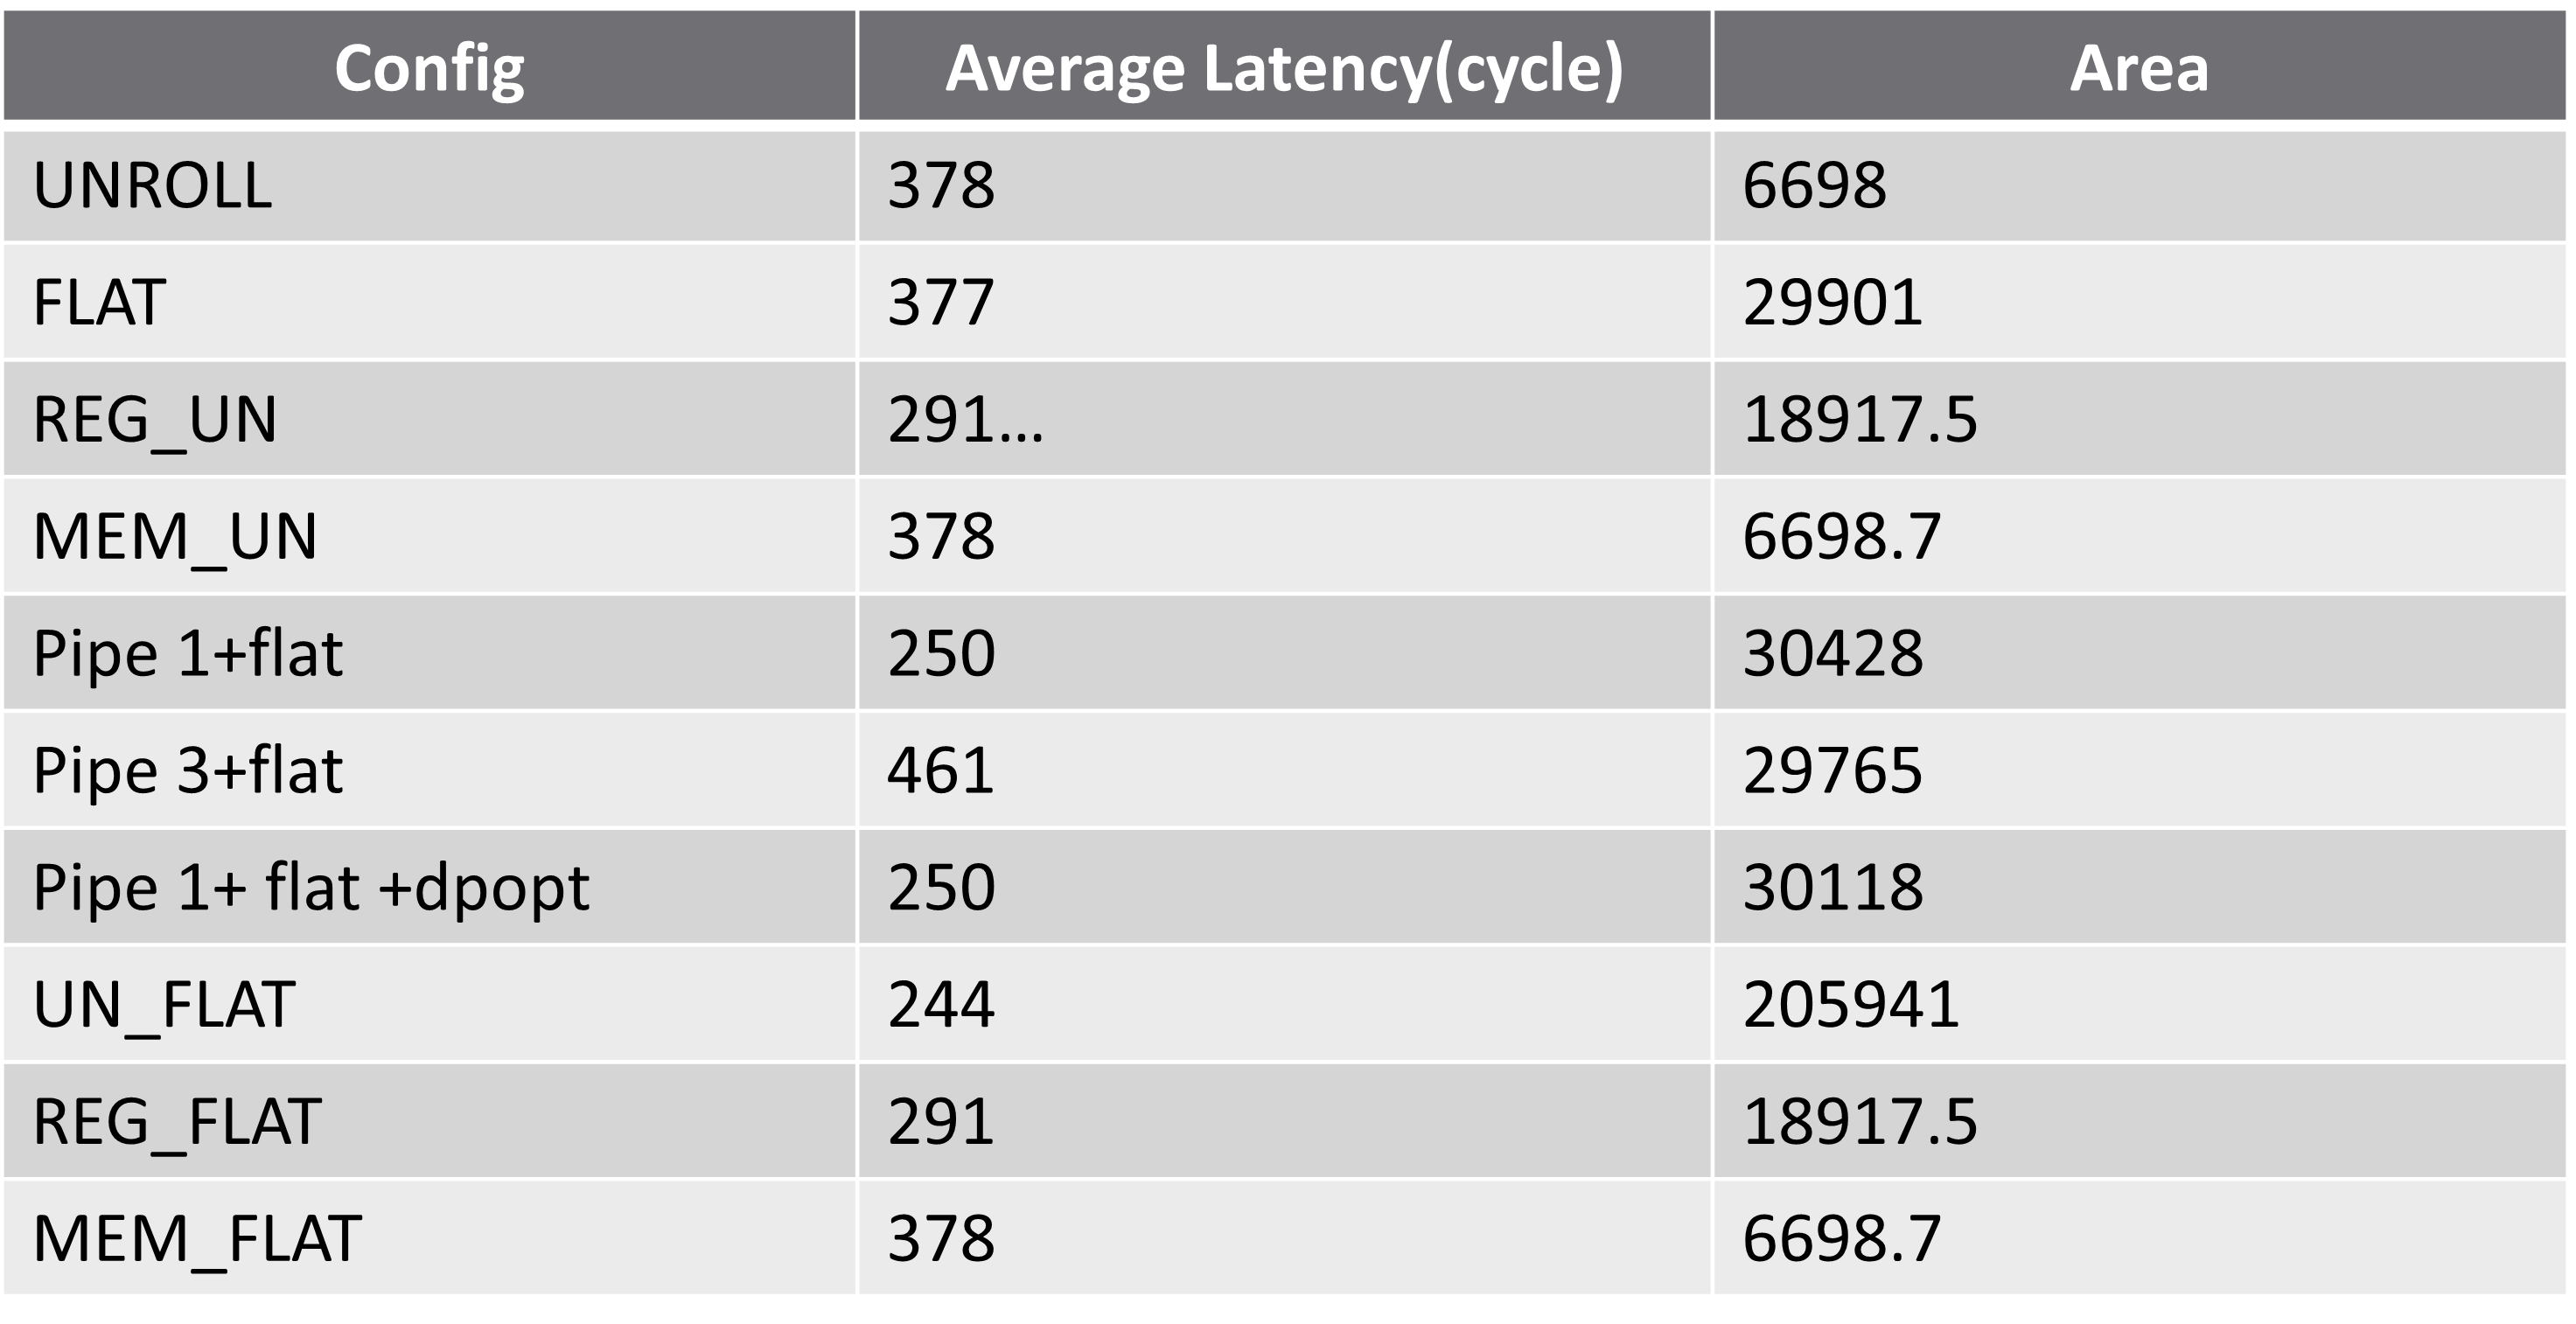 Config Average Latency(cycle) Area
UNROLL 378 6698
FLAT 377 29901
REG_UN 291... 18917.5
MEM_UN 378 6698.7
Pipe 1+flat 250 30428
Pipe 3+flat 461 29765
Pipe 1+ flat +dpopt 250 30118
UN_FLAT 244 205941
REG_FLAT 291 18917.5
MEM_FLAT 378 6698.7